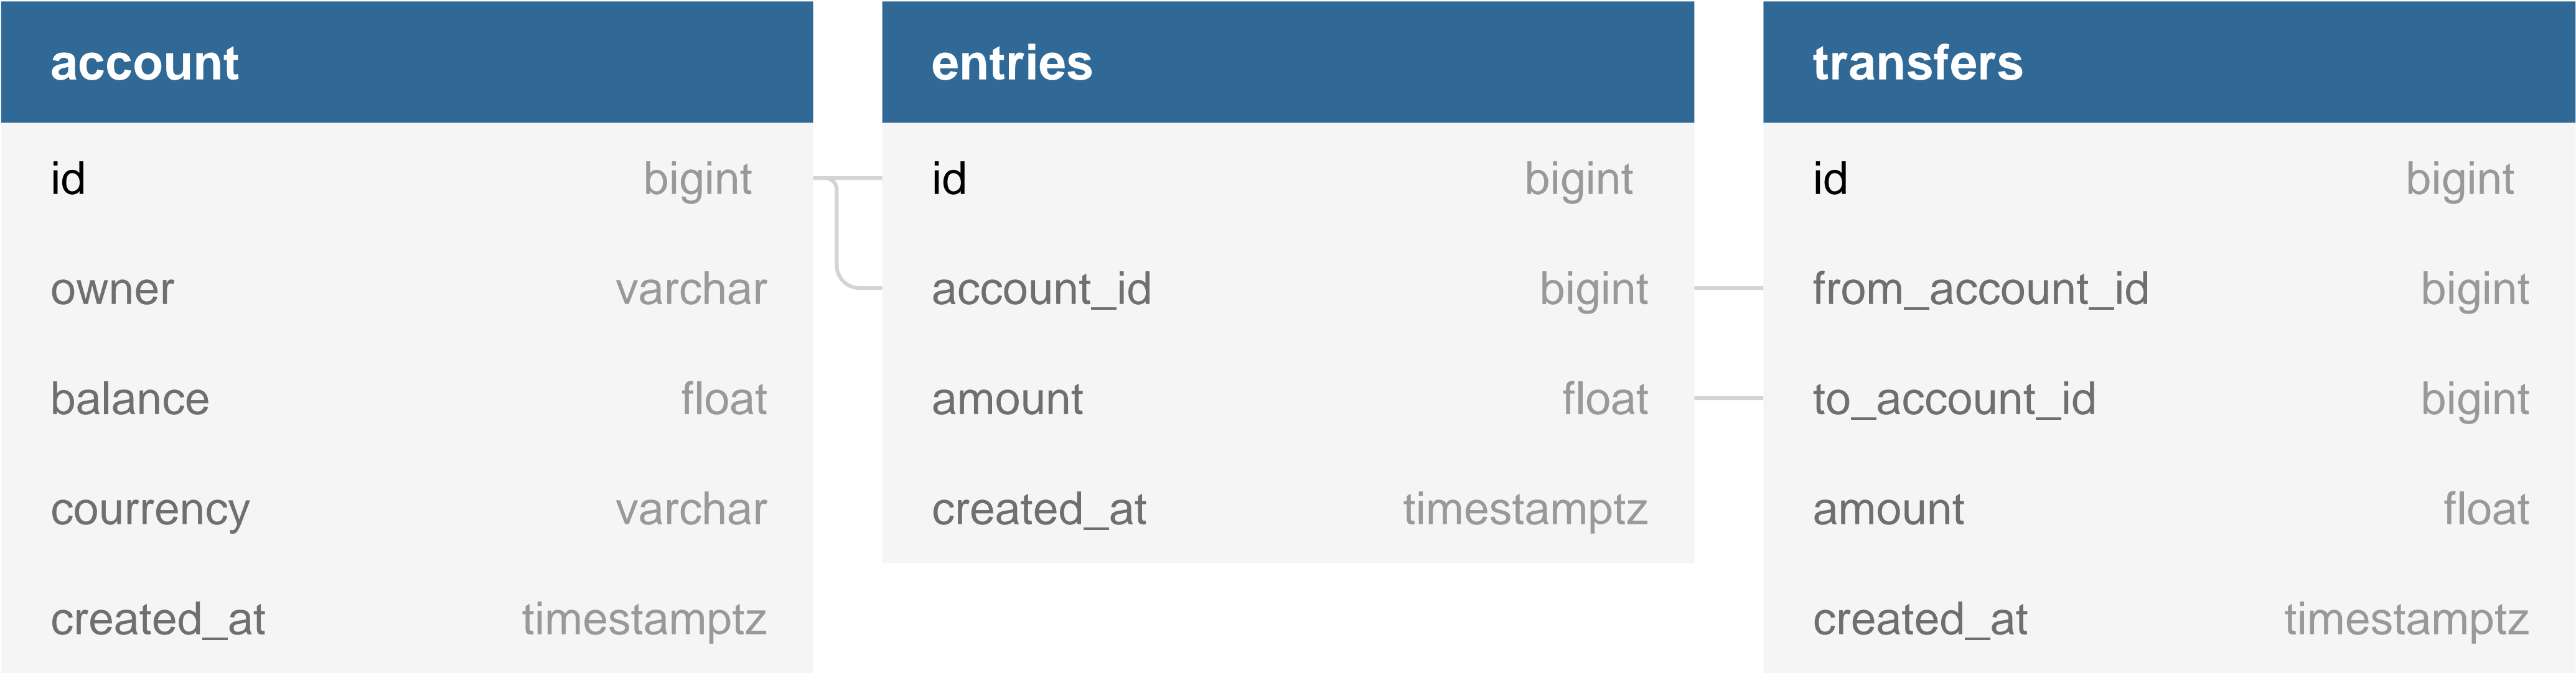 account
id bigint
owner varchar
balance float
courrency varchar
created_at timestamptz
entries
id bigint
account_id bigint
amount float
created_at timestamptz
transfers
id bigint
from_account_id bigint
to_account_id bigint
amount float
created_at timestamptz